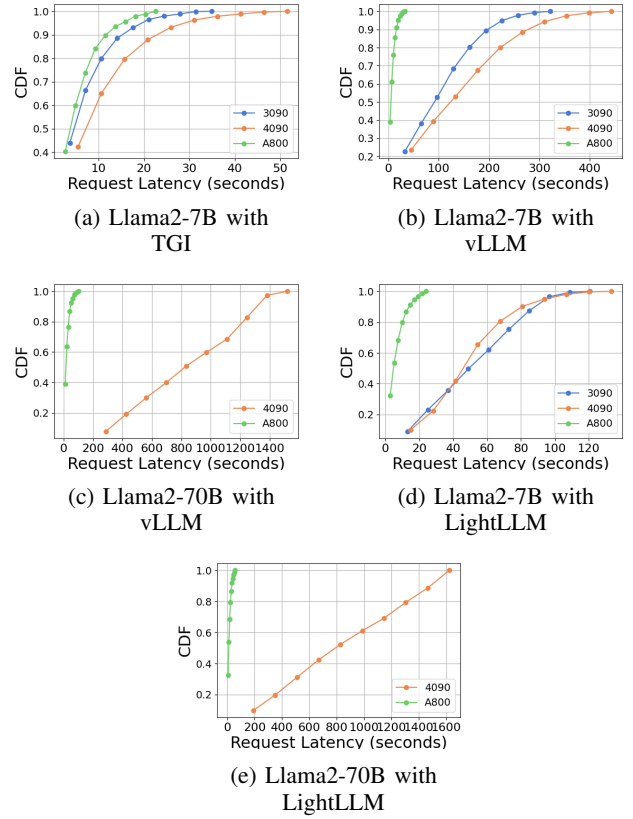 1.0
0.9
0.8
0.7
0.6
0.5
0.4
CDF
3090
4090
A800
10 20 30 40 50
Request Latency (seconds)
(a) Llama2-7B with
TGI
1.0
0.9
0.8
0.7
0.6
0.5
0.4
0.3
0.2
CDF
3090
4090
A800
0 100 200 300 400
Request Latency (seconds)
(b) Llama2-7B with
vLLM
1.0
0.8
0.6
0.4
0.2
CDF
4090
A800
0 200 400 600 800 1000 1200 1400
Request Latency (seconds)
(c) Llama2-70B with
vLLM
1.0
0.8
0.6
0.4
0.2
CDF
3090
4090
A800
0 20 40 60 80 100 120
Request Latency (seconds)
(d) Llama2-7B with
LightLLM
1.0
0.8
0.6
0.4
0.2
CDF
4090
A800
0 200 400 600 800 1000 1200 1400 1600
Request Latency (seconds)
(e) Llama2-70B with
LightLLM